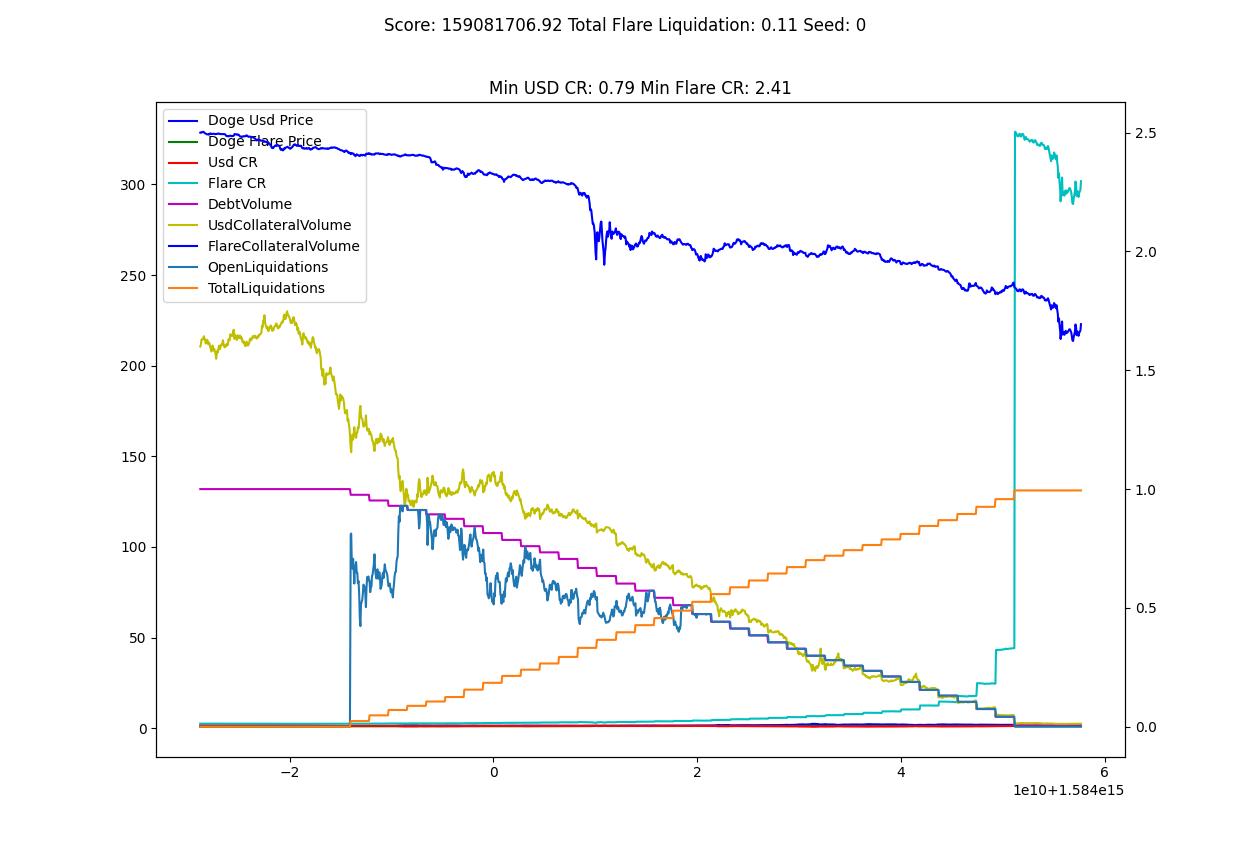 Score: 159081706.92 Total Flare Liquidation: 0.11 Seed: 0
Min USD CR: 0.79 Min Flare CR: 2.41
Doge Usd Price
Doge Flare Price
Usd CR
Flare CR
DebtVolume
UsdCollateralVolume
FlareCollateralVolume
OpenLiquidations
TotalLiquidations
300
250
200
150
100
50
0
2.5
2.0
1.5
1.0
0.5
0.0
−2
0
2
4
6
1e10+1.584e15